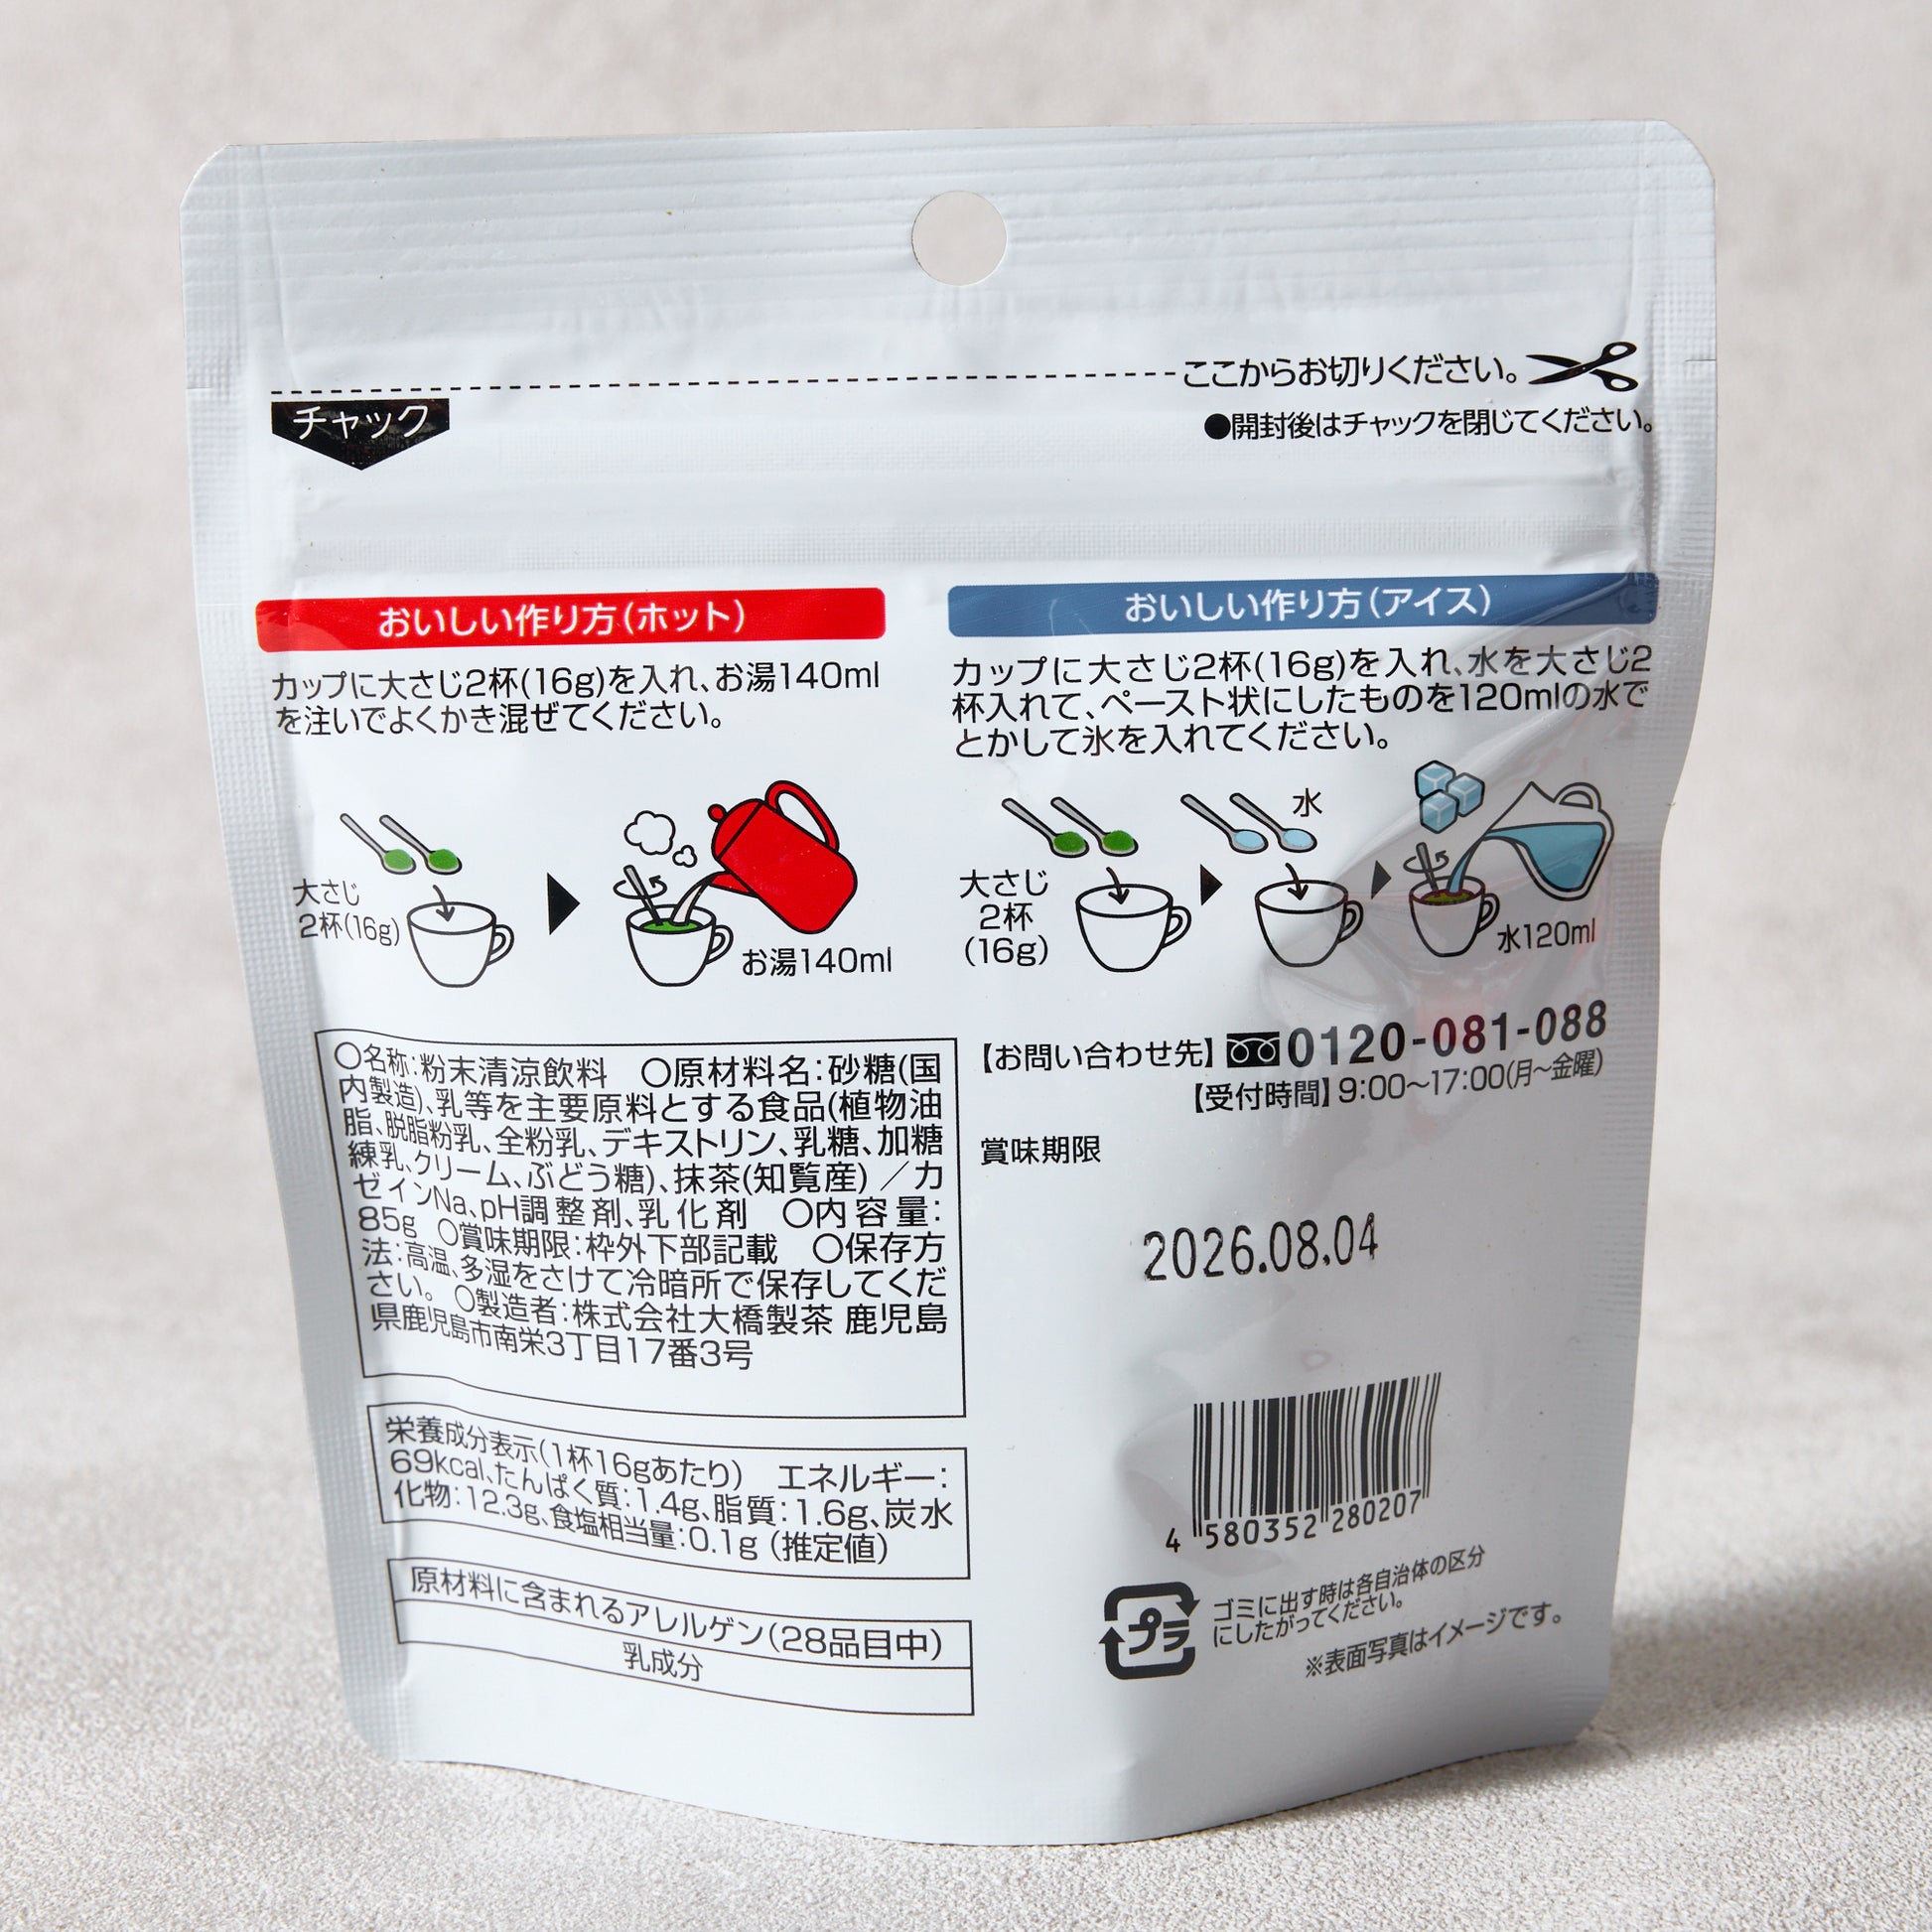 ここからお切りください。
チャック
●開封後はチャックを閉じてください。
おいしい作り方(ホット)
カップに大さじ2杯(16g)を入れ、お湯140ml
を注いでよくかき混ぜてください。
大さじ
2杯(16g)
お湯140ml
おいしい作り方(アイス)
カップに大さじ2杯(16g)を入れ、水を大さじ2
杯入れて、ペースト状にしたものを120mlの水で
とかして氷を入れてください。
水
大さじ
2杯
(16g)
水120ml
○名称:粉末清涼飲料 ○原材料名:砂糖(国
内製造)、乳等を主要原料とする食品(植物油
脂、脱脂粉乳、全粉乳、デキストリン、乳糖、加糖
練乳、クリーム、ぶどう糖)、抹茶(知覧産)/カ
ゼインNa、pH調整剤、乳化剤 ○内容量:
85g ○賞味期限:枠外下部記載 ○保存方
法:高温、多湿をさけて冷暗所で保存してくだ
さい。 ○製造者:株式会社大橋製茶 鹿児島
県鹿児島市南栄3丁目17番3号
栄養成分表示(1杯16gあたり) エネルギー:
69kcal、たんぱく質:1.4g、脂質:1.6g、炭水
化物:12.3g、食塩相当量:0.1g(推定値)
原材料に含まれるアレルゲン(28品目中)
乳成分
【お問い合わせ先】0120-081-088
【受付時間】9:00〜17:00(月〜金曜)
賞味期限
2026.08.04
4 580352 280207
プラ
ゴミに出す時は各自治体の区分
にしたがってください。
※表面写真はイメージです。